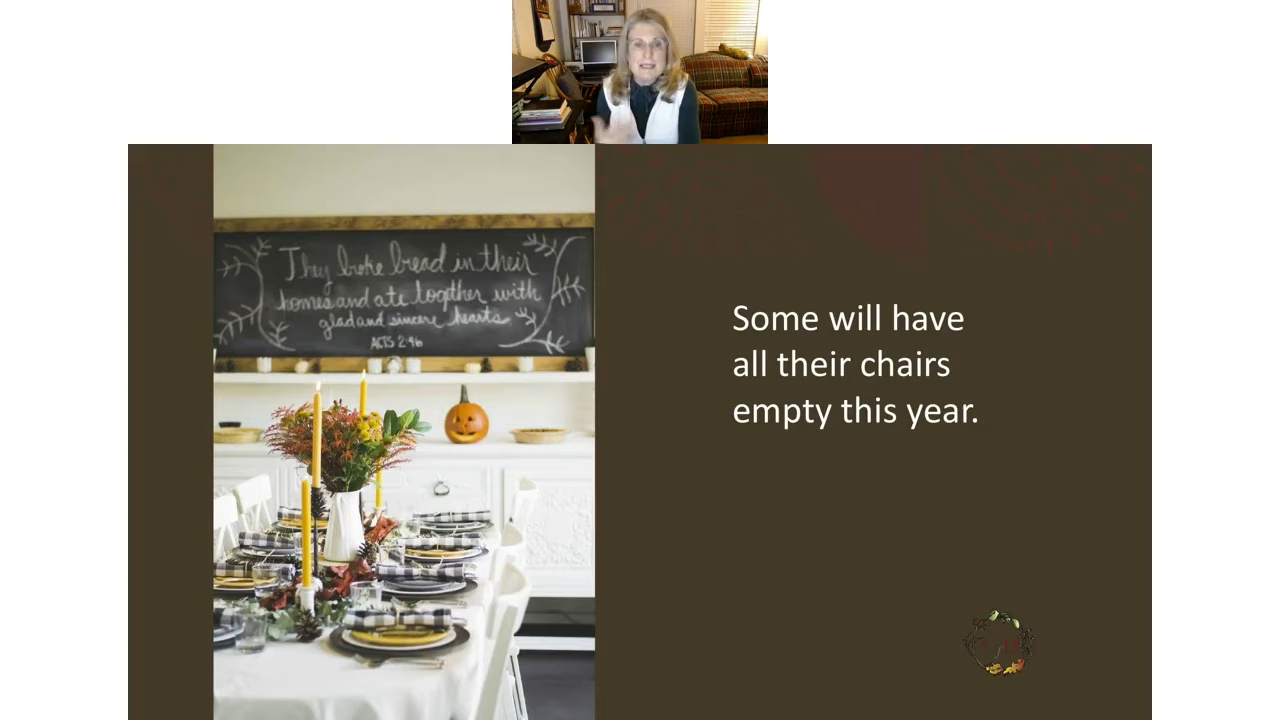 They broke bread in their
homes and ate together with
glad and sincere hearts
ACTS 2:46
Some will have
all their chairs
empty this year.